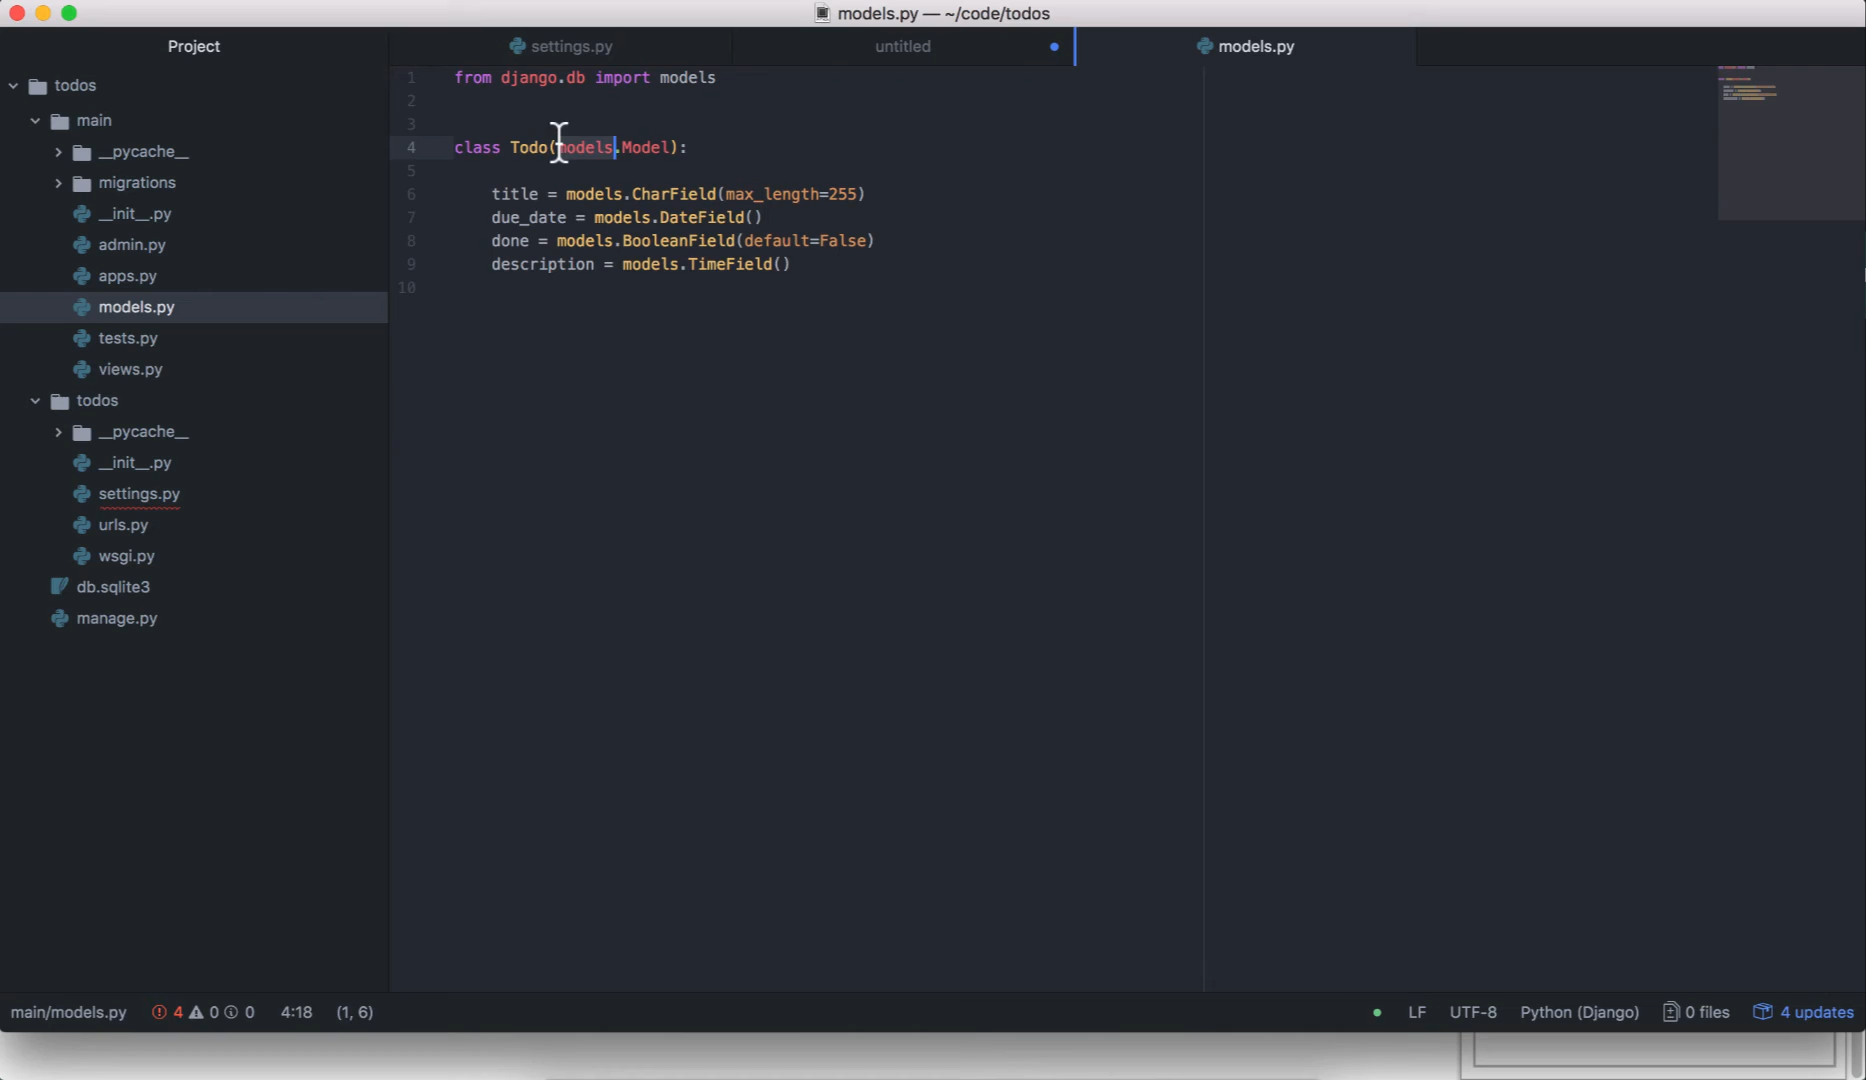 models.py — ~/code/todos
Project
settings.py
untitled
models.py
todos
main
__pycache__
migrations
__init__.py
admin.py
apps.py
models.py
tests.py
views.py
todos
__pycache__
__init__.py
settings.py
urls.py
wsgi.py
db.sqlite3
manage.py
1 from django.db import models
2
3
4 class Todo(models.Model):
5
6     title = models.CharField(max_length=255)
7     due_date = models.DateField()
8     done = models.BooleanField(default=False)
9     description = models.TimeField()
10
main/models.py 4 0 0 4:18 (1, 6) LF UTF-8 Python (Django) 0 files 4 updates